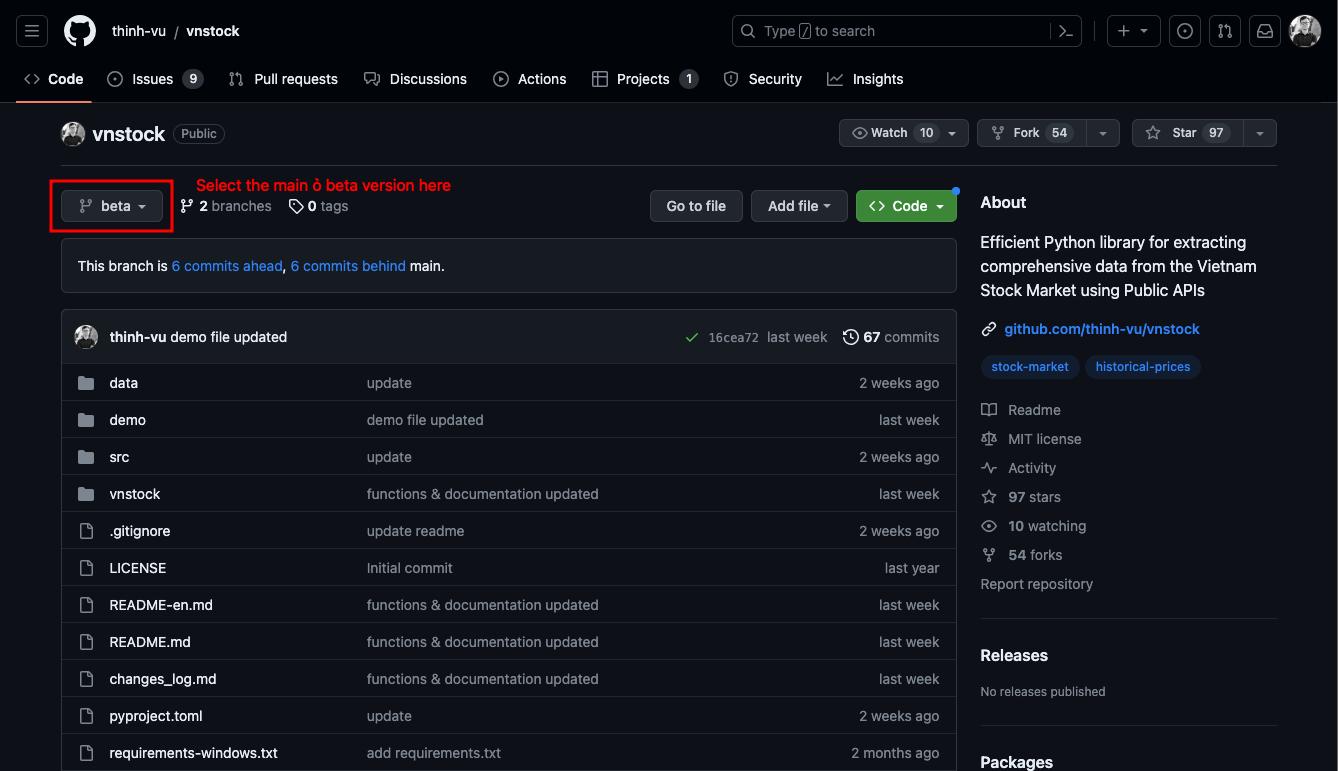 thinh-vu / vnstock
Type / to search
Code Issues 9 Pull requests Discussions Actions Projects 1 Security Insights
vnstock Public
Watch 10 Fork 54 Star 97
Select the main ỏ beta version here
beta 2 branches 0 tags Go to file Add file Code
This branch is 6 commits ahead, 6 commits behind main.
thinh-vu demo file updated 16cea72 last week 67 commits
data update 2 weeks ago
demo demo file updated last week
src update 2 weeks ago
vnstock functions & documentation updated last week
.gitignore update readme 2 weeks ago
LICENSE Initial commit last year
README-en.md functions & documentation updated last week
README.md functions & documentation updated last week
changes_log.md functions & documentation updated last week
pyproject.toml update 2 weeks ago
requirements-windows.txt add requirements.txt 2 months ago
About
Efficient Python library for extracting
comprehensive data from the Vietnam
Stock Market using Public APIs
github.com/thinh-vu/vnstock
stock-market historical-prices
Readme
MIT license
Activity
97 stars
10 watching
54 forks
Report repository
Releases
No releases published
Packages